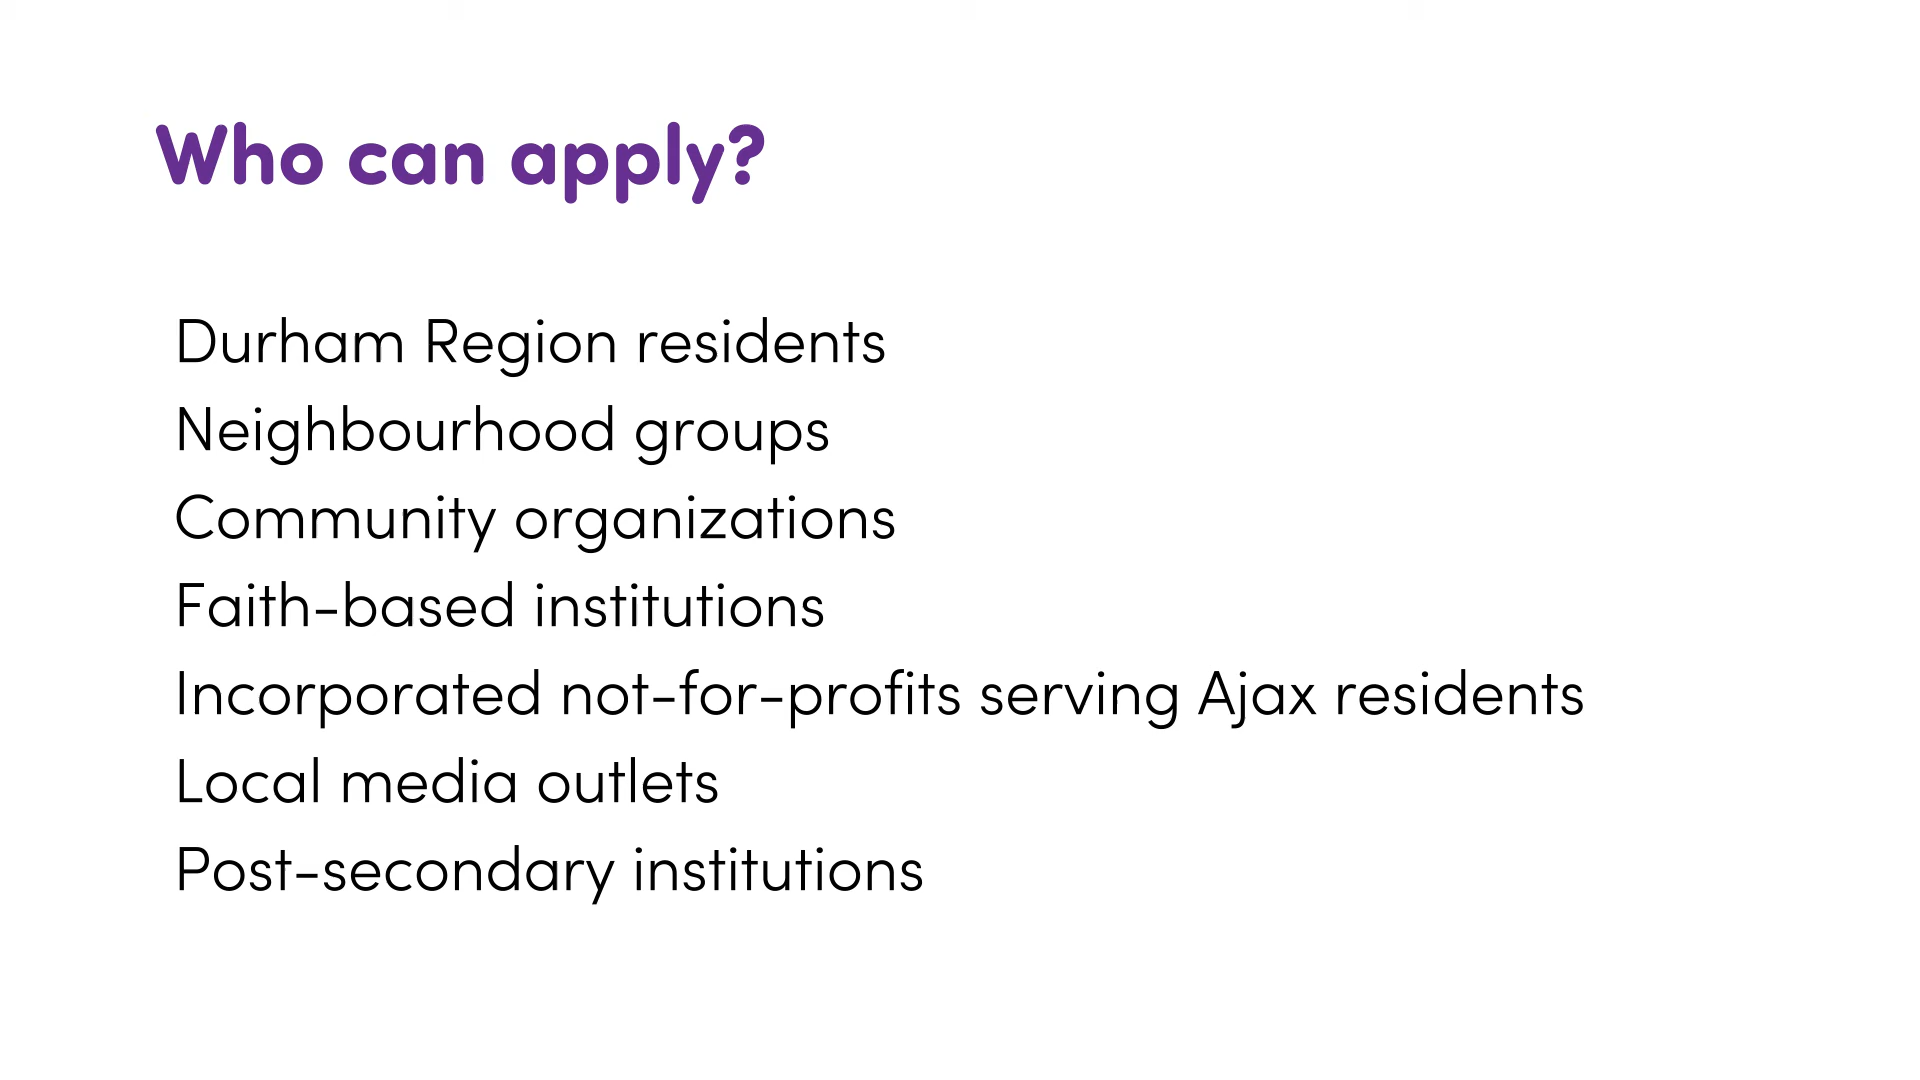 Who can apply?
Durham Region residents
Neighbourhood groups
Community organizations
Faith-based institutions
Incorporated not-for-profits serving Ajax residents
Local media outlets
Post-secondary institutions